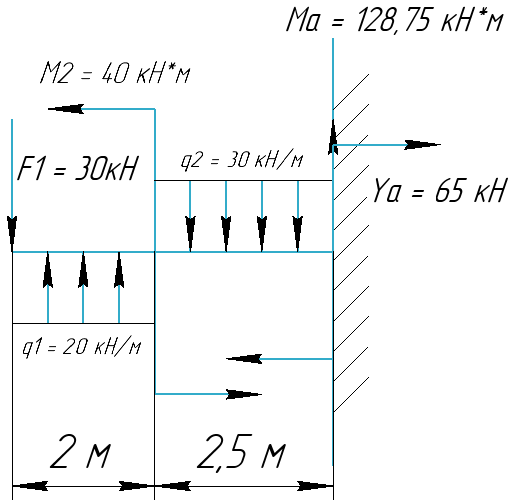 Ma = 128,75 кН*м
M2 = 40 кН*м
F1 = 30кН
q2 = 30 кН/м
Ya = 65 кН
q1 = 20 кН/м
2 м
2,5 м